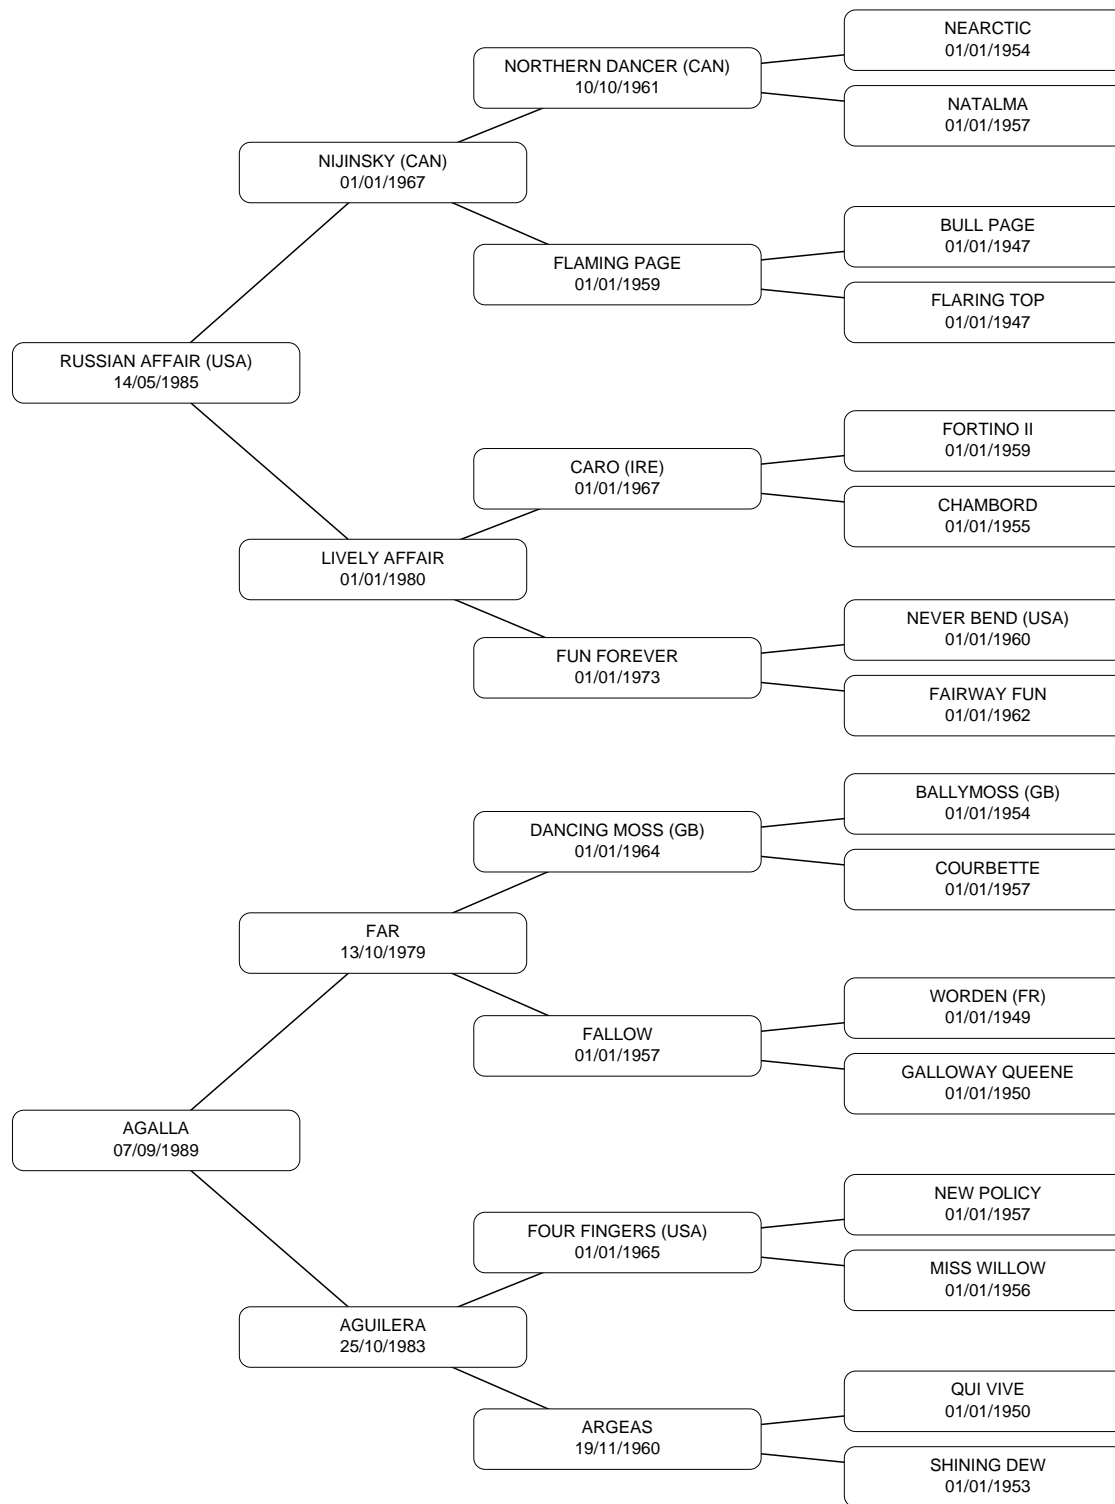 NEARCTIC
01/01/1954
NORTHERN DANCER (CAN)
10/10/1961
NATALMA
01/01/1957
NIJINSKY (CAN)
01/01/1967
BULL PAGE
01/01/1947
FLAMING PAGE
01/01/1959
FLARING TOP
01/01/1947
RUSSIAN AFFAIR (USA)
14/05/1985
FORTINO II
01/01/1959
CARO (IRE)
01/01/1967
CHAMBORD
01/01/1955
LIVELY AFFAIR
01/01/1980
NEVER BEND (USA)
01/01/1960
FUN FOREVER
01/01/1973
FAIRWAY FUN
01/01/1962
BALLYMOSS (GB)
01/01/1954
DANCING MOSS (GB)
01/01/1964
COURBETTE
01/01/1957
FAR
13/10/1979
WORDEN (FR)
01/01/1949
FALLOW
01/01/1957
GALLOWAY QUEENE
01/01/1950
AGALLA
07/09/1989
NEW POLICY
01/01/1957
FOUR FINGERS (USA)
01/01/1965
MISS WILLOW
01/01/1956
AGUILERA
25/10/1983
QUI VIVE
01/01/1950
ARGEAS
19/11/1960
SHINING DEW
01/01/1953